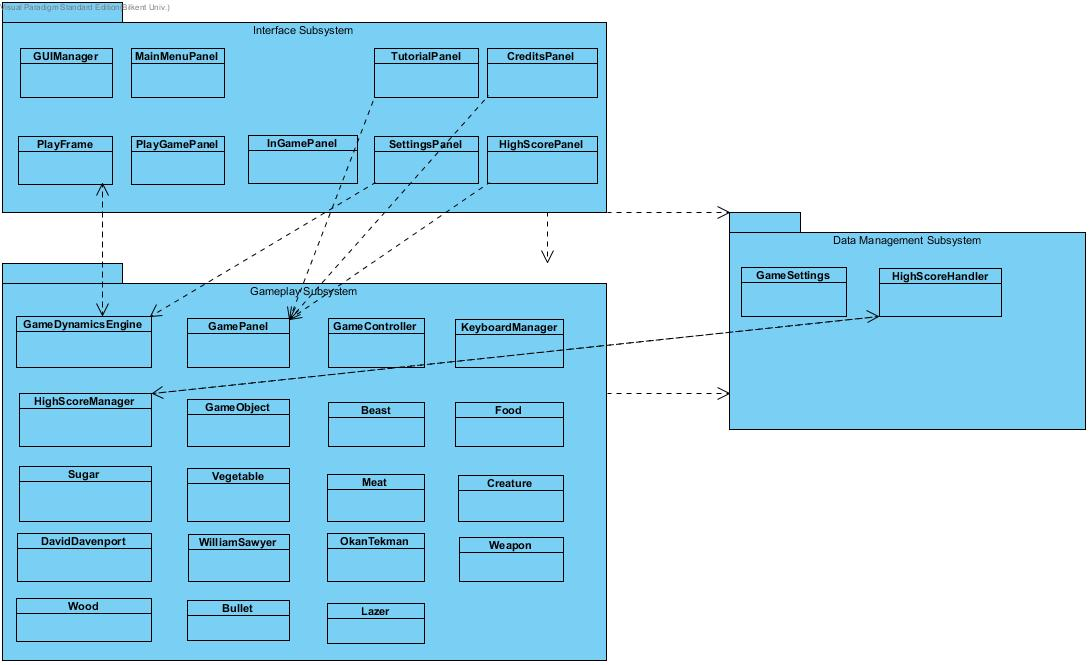 Visual Paradigm Standard Edition(Bilkent Univ.)
Interface Subsystem
GUIManager
MainMenuPanel
TutorialPanel
CreditsPanel
PlayFrame
PlayGamePanel
InGamePanel
SettingsPanel
HighScorePanel
Data Management Subsystem
GameSettings
HighScoreHandler
Gameplay Subsystem
GameDynamicsEngine
GamePanel
GameController
KeyboardManager
HighScoreManager
GameObject
Beast
Food
Sugar
Vegetable
Meat
Creature
DavidDavenport
WilliamSawyer
OkanTekman
Weapon
Wood
Bullet
Lazer